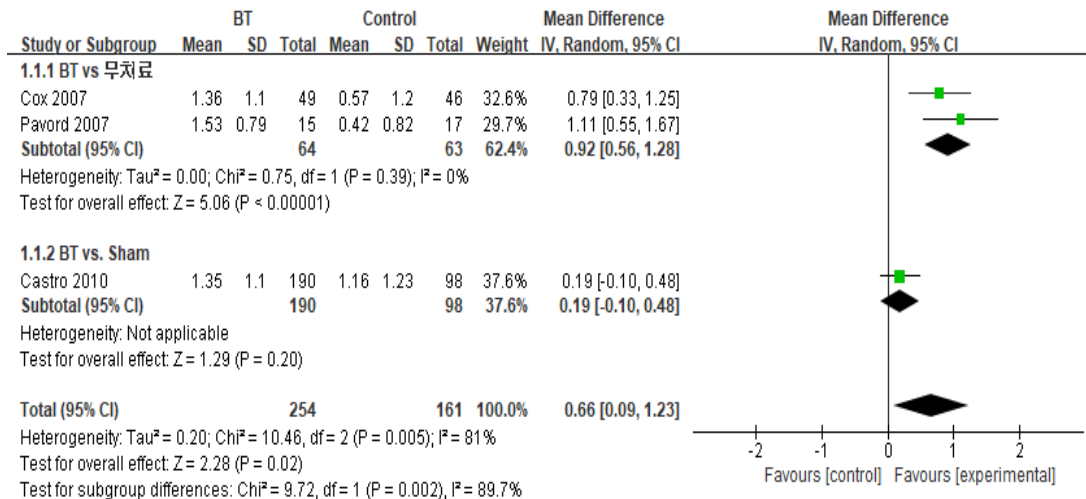 BT Control Mean Difference Mean Difference
Study or Subgroup Mean SD Total Mean SD Total Weight IV, Random, 95% CI IV, Random, 95% CI
1.1.1 BT vs 무치료
Cox 2007 1.36 1.1 49 0.57 1.2 46 32.6% 0.79 [0.33, 1.25]
Pavord 2007 1.53 0.79 15 0.42 0.82 17 29.7% 1.11 [0.55, 1.67]
Subtotal (95% CI) 64 63 62.4% 0.92 [0.56, 1.28]
Heterogeneity: Tau² = 0.00; Chi² = 0.75, df = 1 (P = 0.39); I² = 0%
Test for overall effect: Z = 5.06 (P < 0.00001)
1.1.2 BT vs. Sham
Castro 2010 1.35 1.1 190 1.16 1.23 98 37.6% 0.19 [-0.10, 0.48]
Subtotal (95% CI) 190 98 37.6% 0.19 [-0.10, 0.48]
Heterogeneity: Not applicable
Test for overall effect: Z = 1.29 (P = 0.20)
Total (95% CI) 254 161 100.0% 0.66 [0.09, 1.23]
Heterogeneity: Tau² = 0.20; Chi² = 10.46, df = 2 (P = 0.005); I² = 81%
Test for overall effect: Z = 2.28 (P = 0.02)
Test for subgroup differences: Chi² = 9.72, df = 1 (P = 0.002), I² = 89.7%
-2 -1 0 1 2
Favours [control] Favours [experimental]